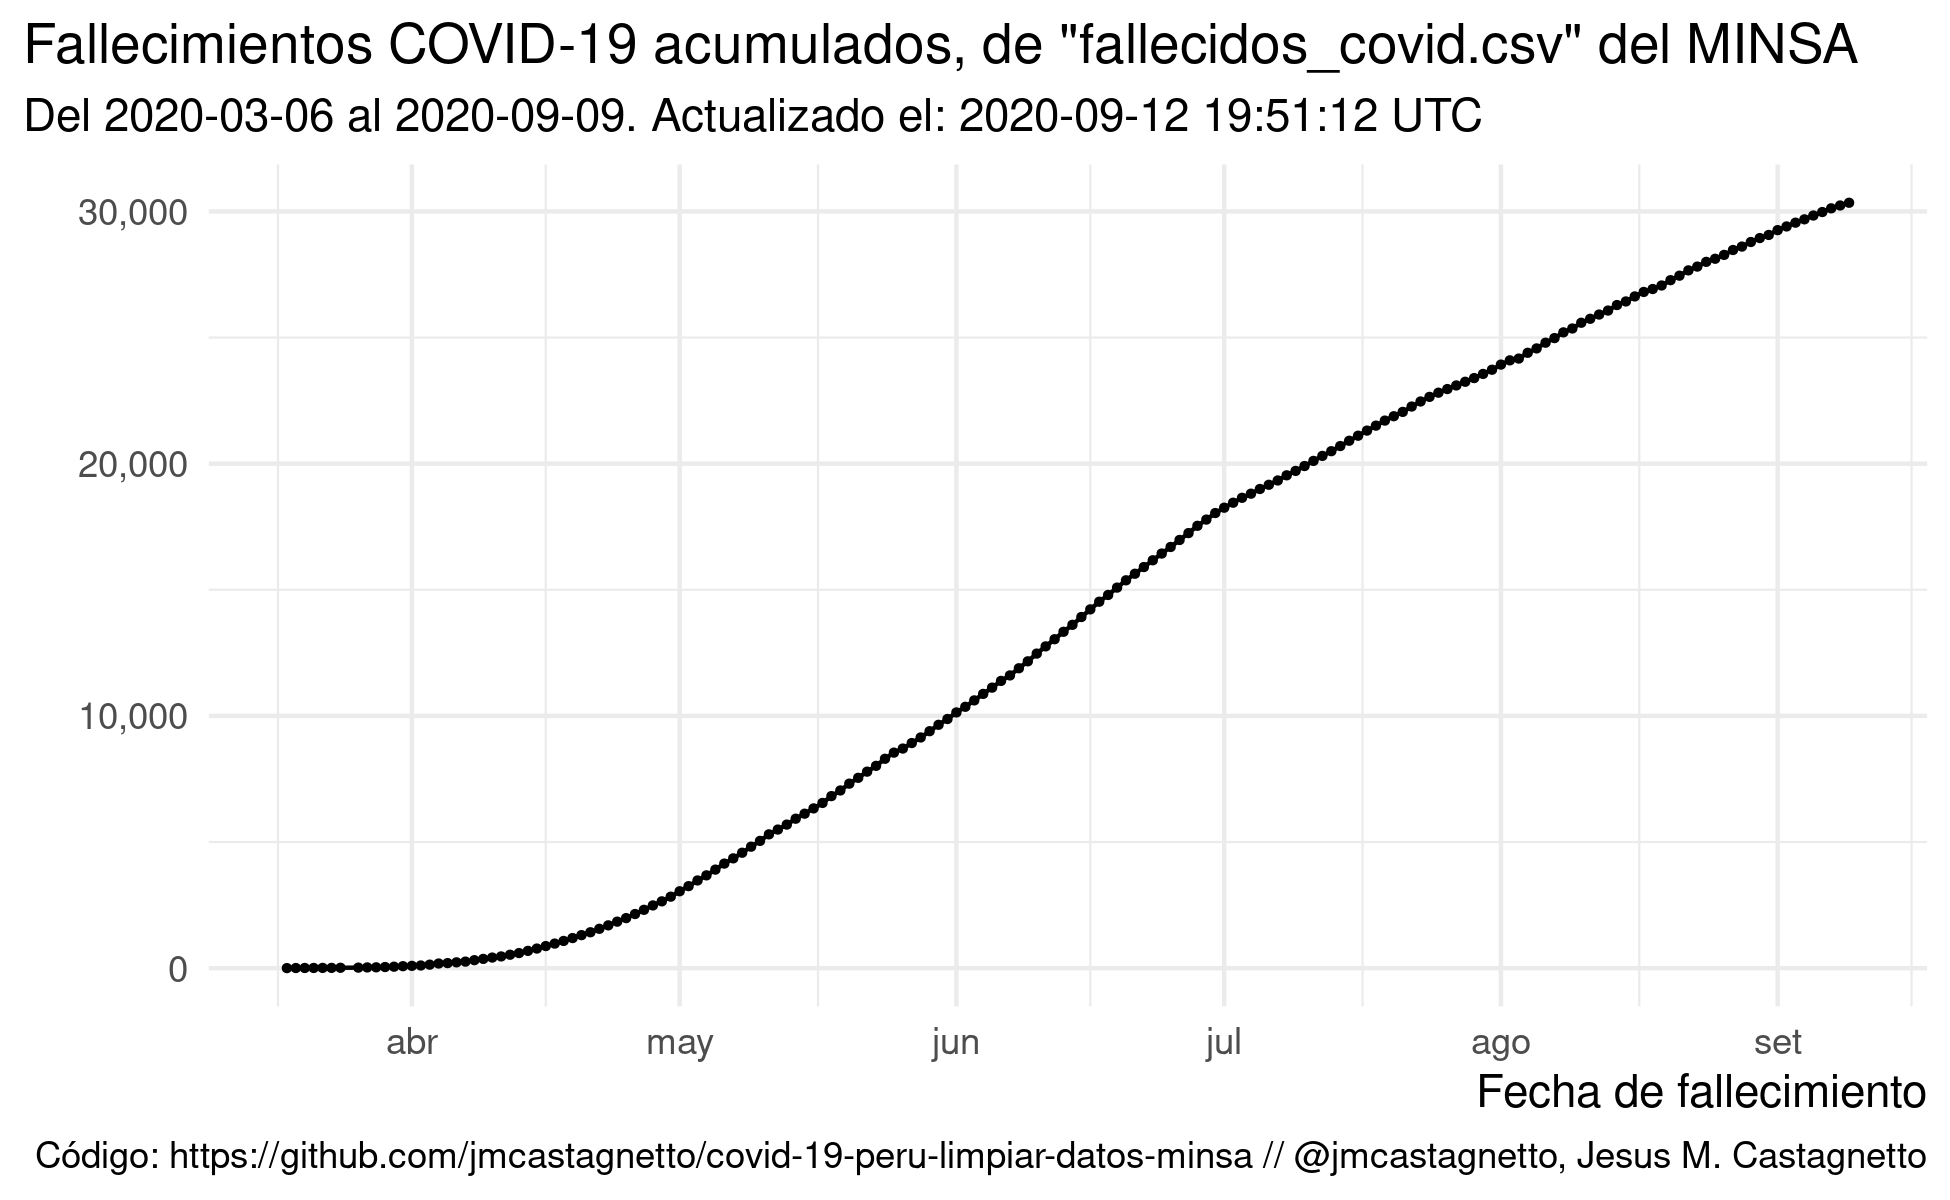 Fallecimientos COVID-19 acumulados, de "fallecidos_covid.csv" del MINSA
Del 2020-03-06 al 2020-09-09. Actualizado el: 2020-09-12 19:51:12 UTC
30,000
20,000
10,000
0
abr may jun jul ago set
Fecha de fallecimiento
Código: https://github.com/jmcastagnetto/covid-19-peru-limpiar-datos-minsa // @jmcastagnetto, Jesus M. Castagnetto